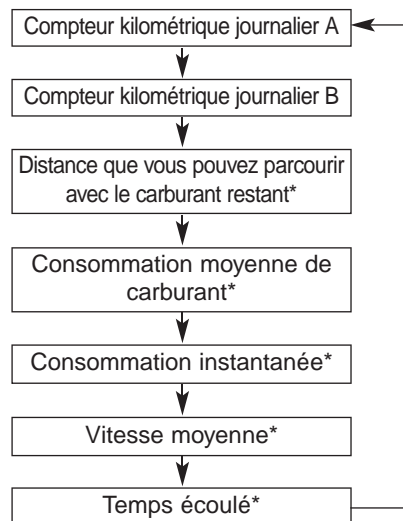 Compteur kilométrique journalier A
Compteur kilométrique journalier B
Distance que vous pouvez parcourir
avec le carburant restant*
Consommation moyenne de
carburant*
Consommation instantanée*
Vitesse moyenne*
Temps écoulé*